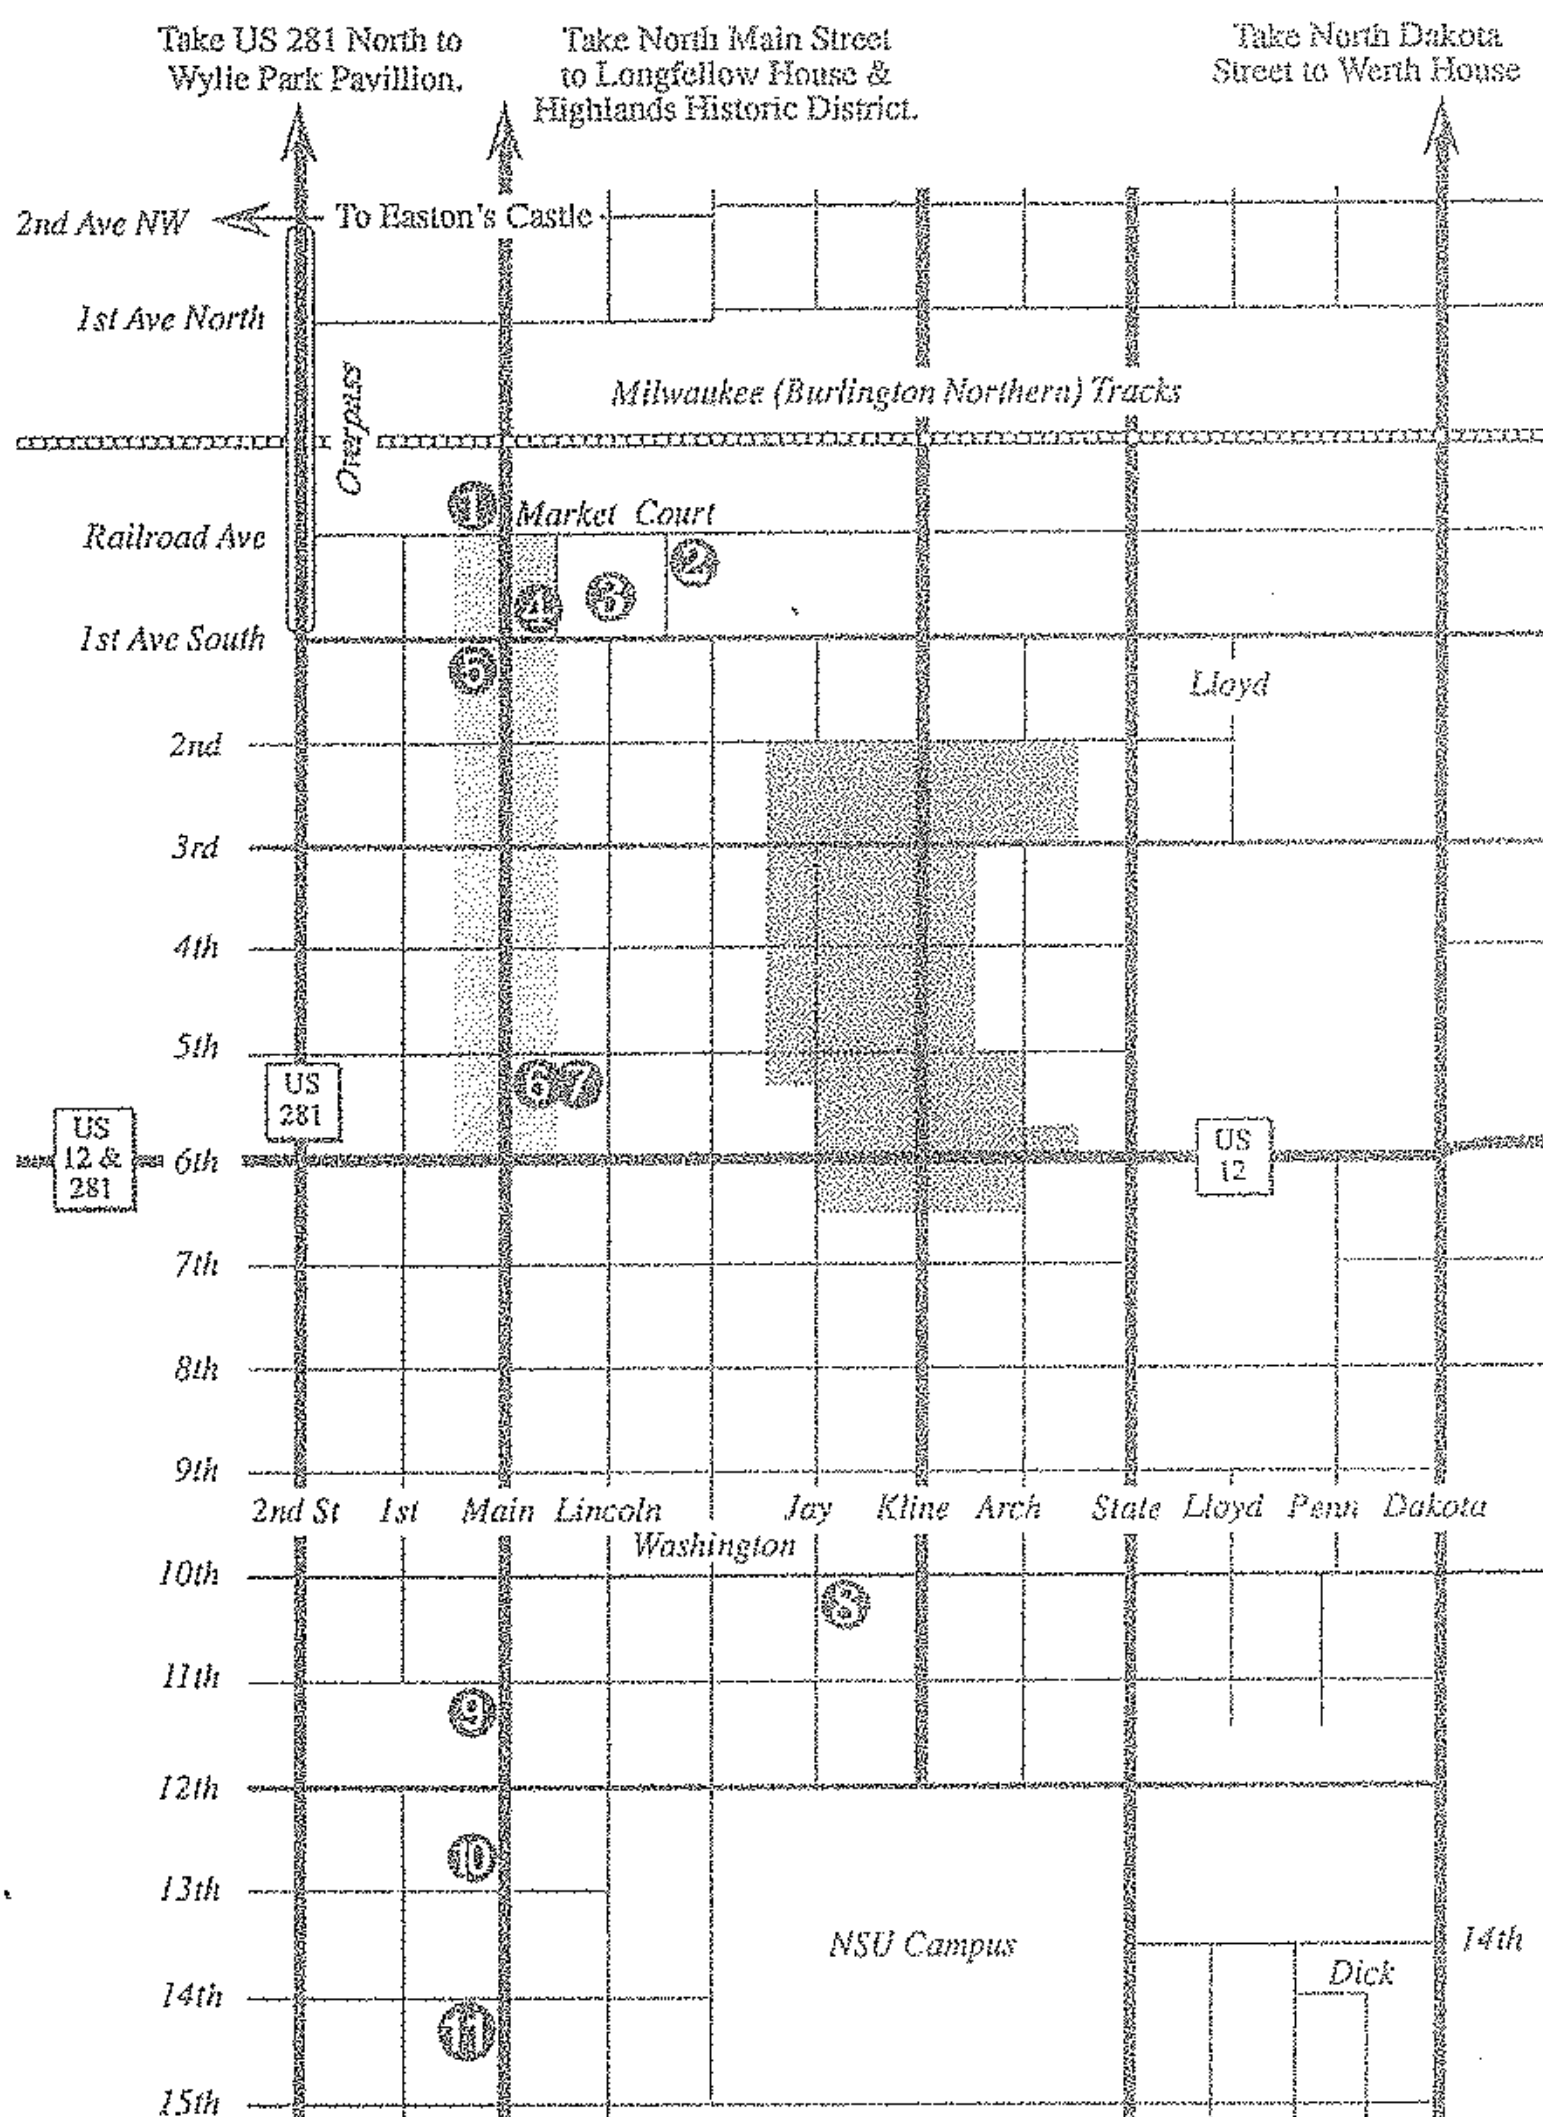 Take US 281 North to
Wylie Park Pavillion.
Take North Main Street
to Longfellow House &
Highlands Historic District.
Take North Dakota
Street to Werth House
2nd Ave NW
To Easton's Castle
1st Ave North
Overpass
Milwaukee (Burlington Northern) Tracks
1
Market Court
Railroad Ave
2
3
4
1st Ave South
5
Lloyd
2nd
3rd
4th
5th
6 7
US
281
US
12 &
281
6th
US
12
7th
8th
9th
2nd St 1st Main Lincoln Jay Kline Arch State Lloyd Penn Dakota
Washington
10th
8
11th
9
12th
10
13th
NSU Campus
14th
Dick
14th
11
15th